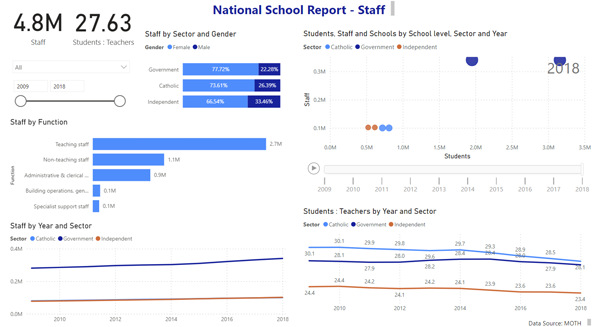 National School Report - Staff
4.8M 27.63
Staff Students : Teachers
All
2009 2018
Staff by Sector and Gender
Gender Female Male
Government 77.72% 22.28%
Catholic 73.61% 26.39%
Independent 66.54% 33.46%
Students, Staff and Schools by School level, Sector and Year
Sector Catholic Government Independent
2018
0.3M
Staff
0.1M
0.0M 0.5M 1.0M 1.5M 2.0M 2.5M 3.0M 3.5M
Students
2009 2010 2011 2012 2013 2014 2015 2016 2017 2018
Staff by Function
Function
Teaching staff 2.7M
Non-teaching staff 1.1M
Administrative & clerical ... 0.9M
Building operations, gen... 0.1M
Specialist support staff 0.1M
Staff by Year and Sector
Sector Catholic Government Independent
0.4M
0.2M
0.0M
2010 2012 2014 2016 2018
Students : Teachers by Year and Sector
Sector Catholic Government Independent
30.1 29.9 29.8 29.7 29.3 28.9 28.5
30.1 28.1 27.9 28.0 28.2 28.4 28.4 28.0 27.9 28.1
24.4 24.4 24.2 24.1 24.2 24.1 23.9 23.6 23.6 23.4
2010 2012 2014 2016 2018
Data Source: MOTH